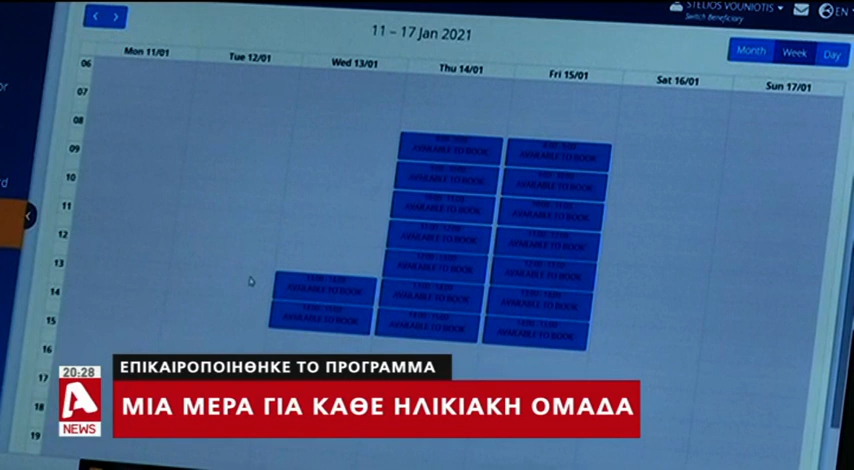 STELIOS VOUNIOTIS
Switch Beneficiary
EN
11 – 17 Jan 2021
Month Week Day
Mon 11/01 Tue 12/01 Wed 13/01 Thu 14/01 Fri 15/01 Sat 16/01 Sun 17/01
06
07
08
09
AVAILABLE TO BOOK AVAILABLE TO BOOK
10
AVAILABLE TO BOOK AVAILABLE TO BOOK
11
AVAILABLE TO BOOK AVAILABLE TO BOOK
12
AVAILABLE TO BOOK AVAILABLE TO BOOK
13
AVAILABLE TO BOOK AVAILABLE TO BOOK
14
AVAILABLE TO BOOK AVAILABLE TO BOOK AVAILABLE TO BOOK
15
AVAILABLE TO BOOK AVAILABLE TO BOOK AVAILABLE TO BOOK
16
17
18
19
20:28
A
NEWS
ΕΠΙΚΑΙΡΟΠΟΙΗΘΗΚΕ ΤΟ ΠΡΟΓΡΑΜΜΑ
ΜΙΑ ΜΕΡΑ ΓΙΑ ΚΑΘΕ ΗΛΙΚΙΑΚΗ ΟΜΑΔΑ